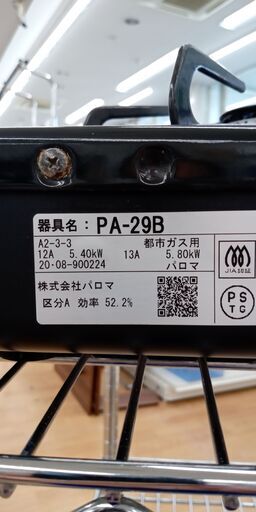 器具名: PA-29B
A2-3-3 都市ガス用
12A 5.40kW 13A 5.80kW
20·08-900224 パロマ
株式会社パロマ
区分A 効率 52.2%
JIA認証
PS
TG